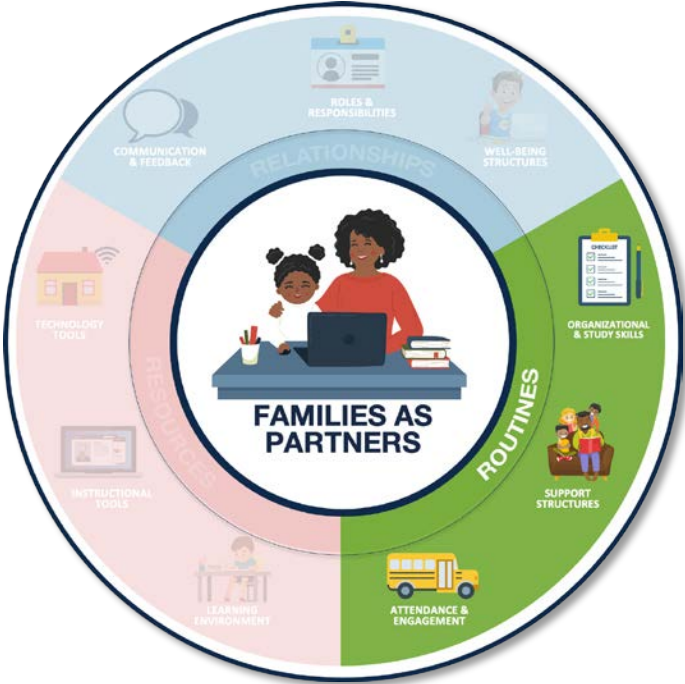 ROLES &
RESPONSIBILITIES
COMMUNICATION
& FEEDBACK
WELL-BEING
STRUCTURES
RELATIONSHIPS
CHECKLIST
ORGANIZATIONAL
& STUDY SKILLS
TECHNOLOGY
TOOLS
FAMILIES AS
PARTNERS
ROUTINES
RESOURCES
SUPPORT
STRUCTURES
INSTRUCTIONAL
TOOLS
ATTENDANCE &
ENGAGEMENT
LEARNING
ENVIRONMENT